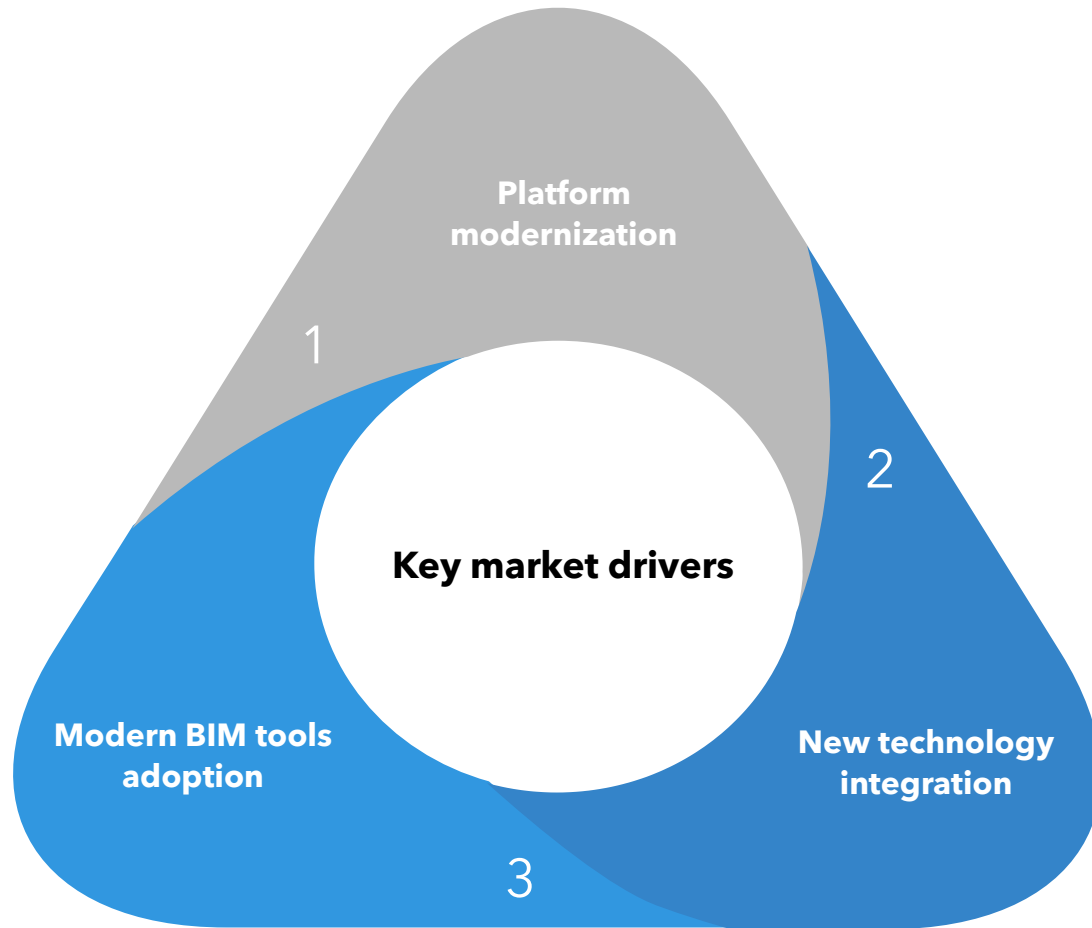 Platform
modernization
1
2
Key market drivers
Modern BIM tools
adoption
New technology
integration
3